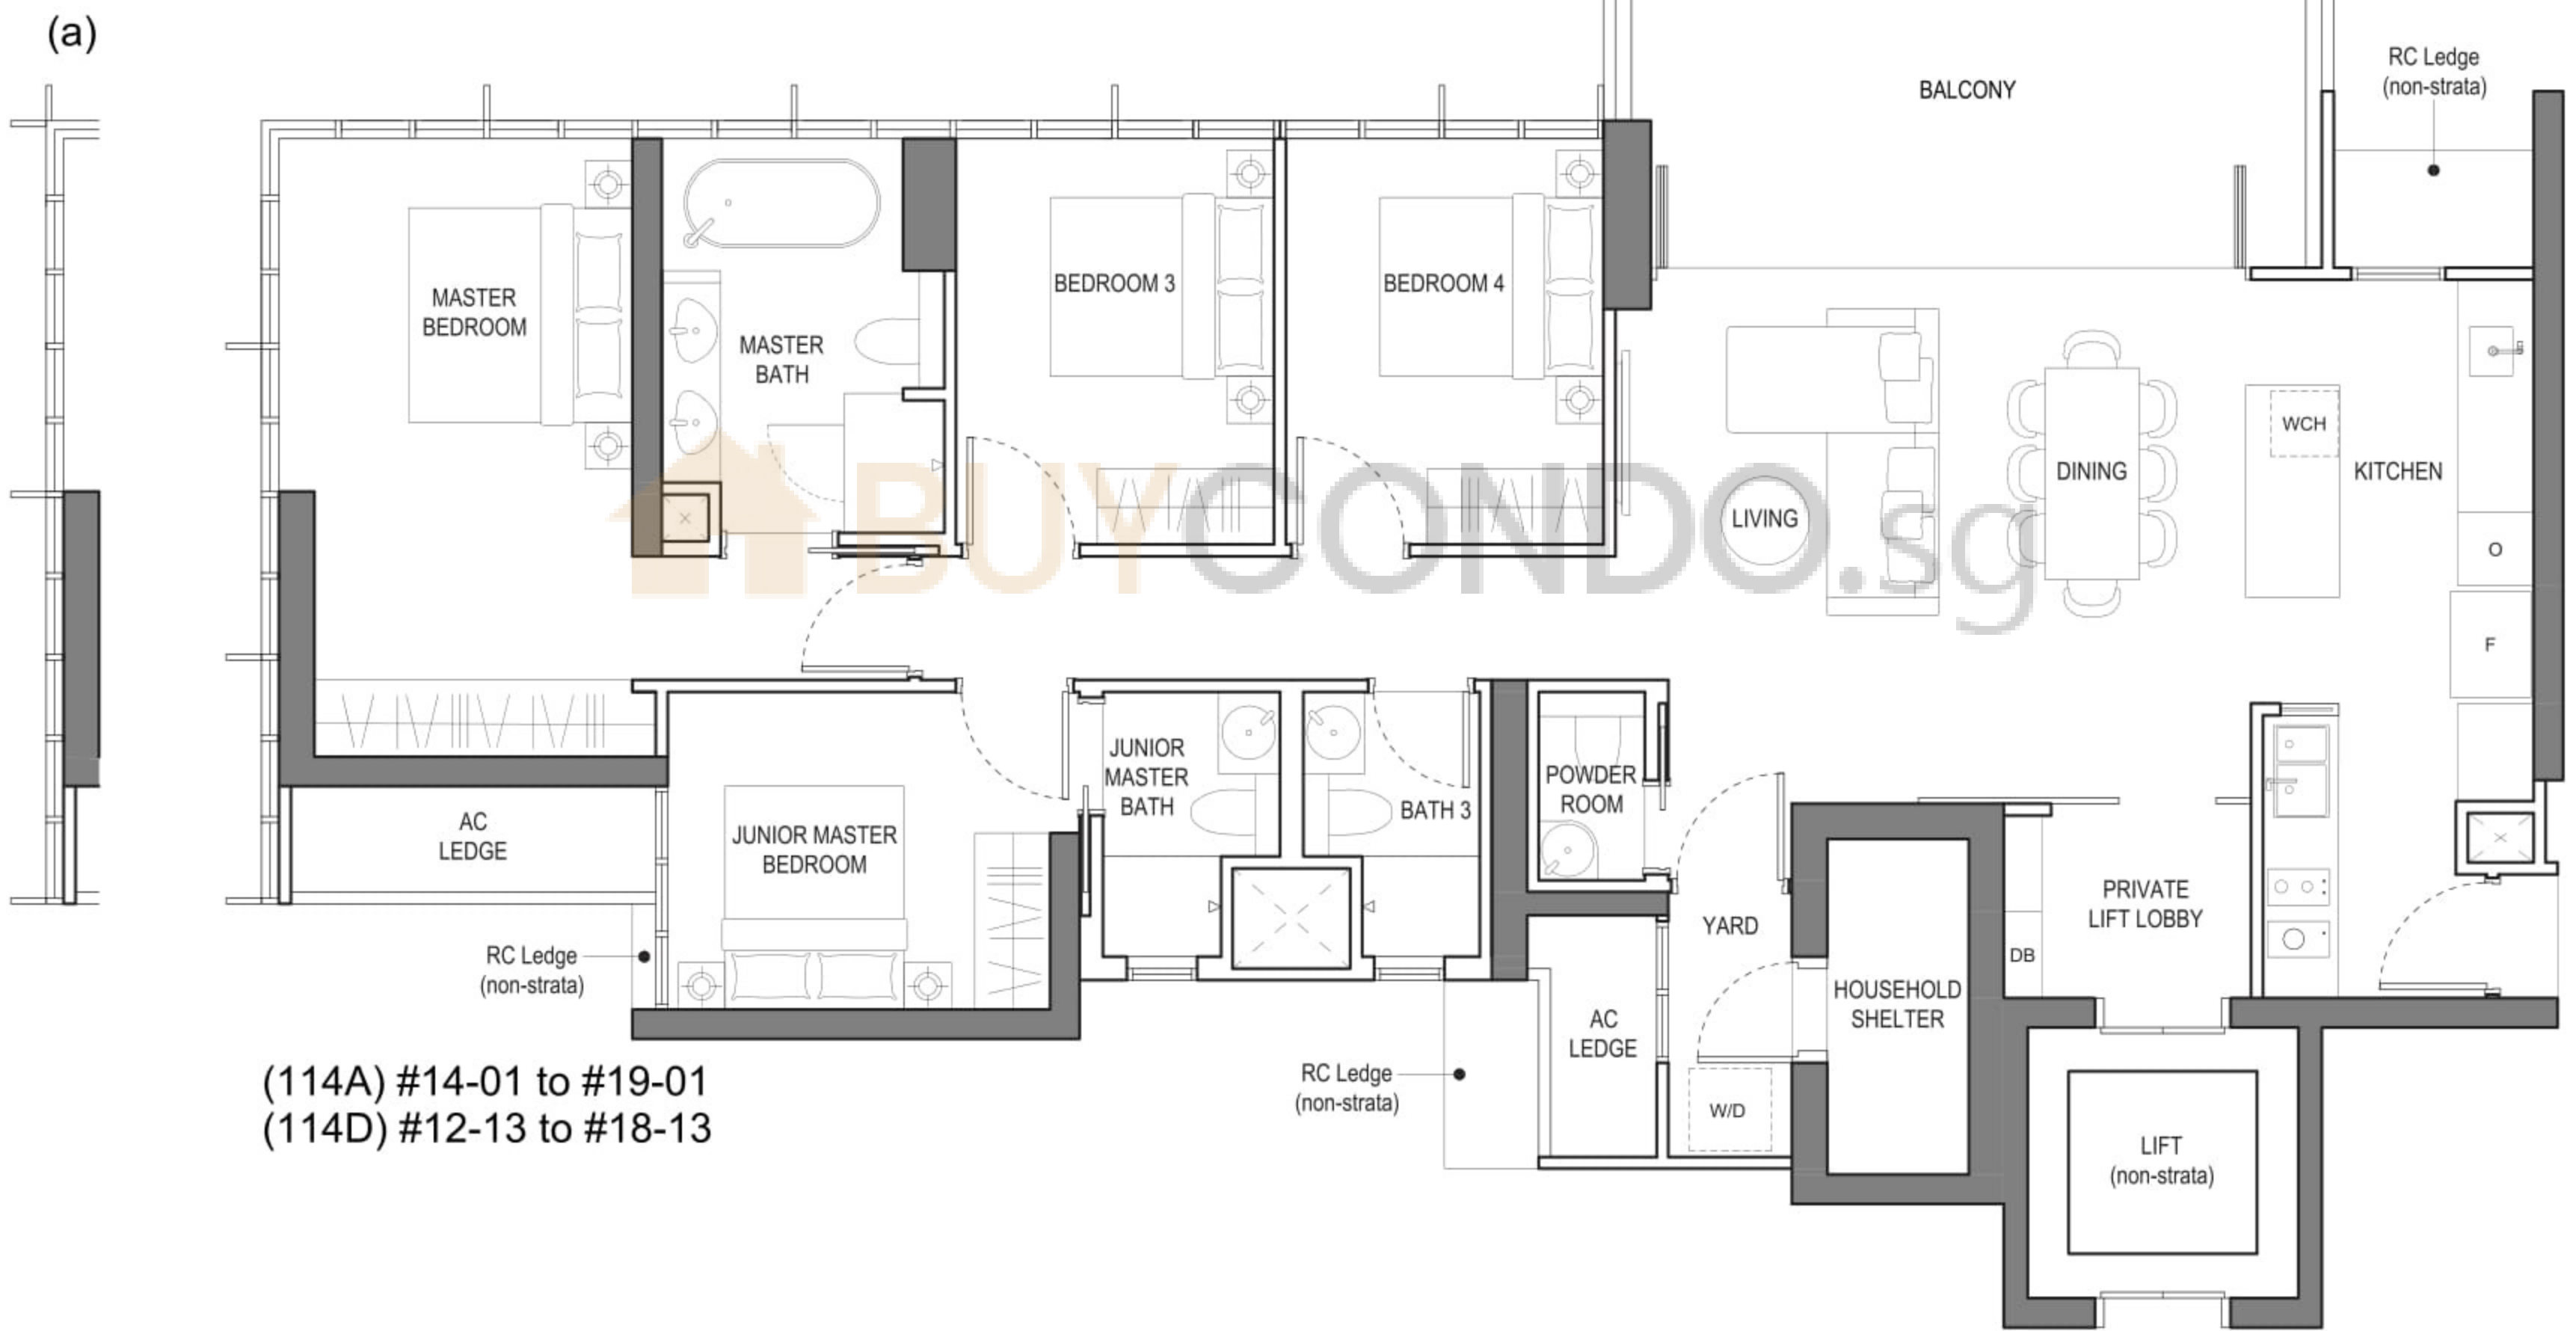 (a)
BALCONY
RC Ledge
(non-strata)
MASTER
BEDROOM
MASTER
BATH
BEDROOM 3
BEDROOM 4
WCH
DINING
KITCHEN
LIVING
BUYCONDO.sg
O
F
AC
LEDGE
JUNIOR MASTER
BEDROOM
JUNIOR
MASTER
BATH
BATH 3
POWDER
ROOM
YARD
PRIVATE
LIFT LOBBY
DB
RC Ledge
(non-strata)
HOUSEHOLD
SHELTER
AC
LEDGE
RC Ledge
(non-strata)
W/D
LIFT
(non-strata)
(114A) #14-01 to #19-01
(114D) #12-13 to #18-13